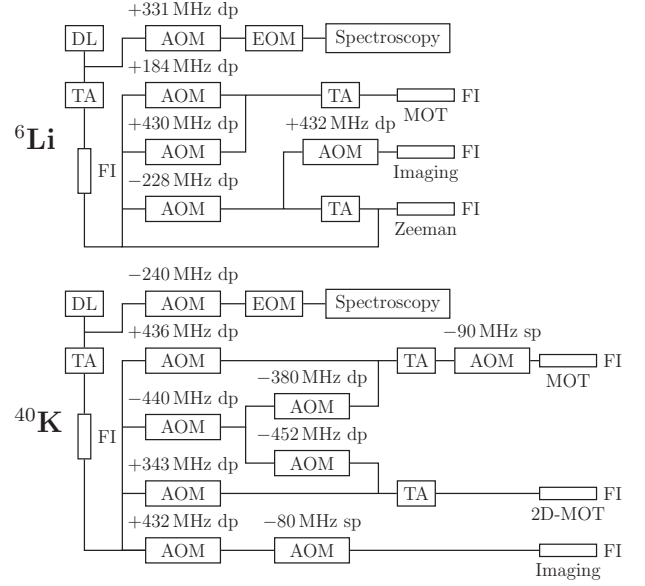 +331 MHz dp
DL AOM EOM Spectroscopy
+184 MHz dp
TA AOM TA FI
MOT
+430 MHz dp +432 MHz dp
⁶Li AOM AOM FI
FI Imaging
−228 MHz dp
AOM TA FI
Zeeman
−240 MHz dp
DL AOM EOM Spectroscopy
+436 MHz dp −90 MHz sp
TA AOM TA AOM FI
MOT
−380 MHz dp
−440 MHz dp AOM
⁴⁰K FI AOM
−452 MHz dp
AOM
+343 MHz dp
AOM TA FI
2D-MOT
+432 MHz dp −80 MHz sp
AOM AOM FI
Imaging